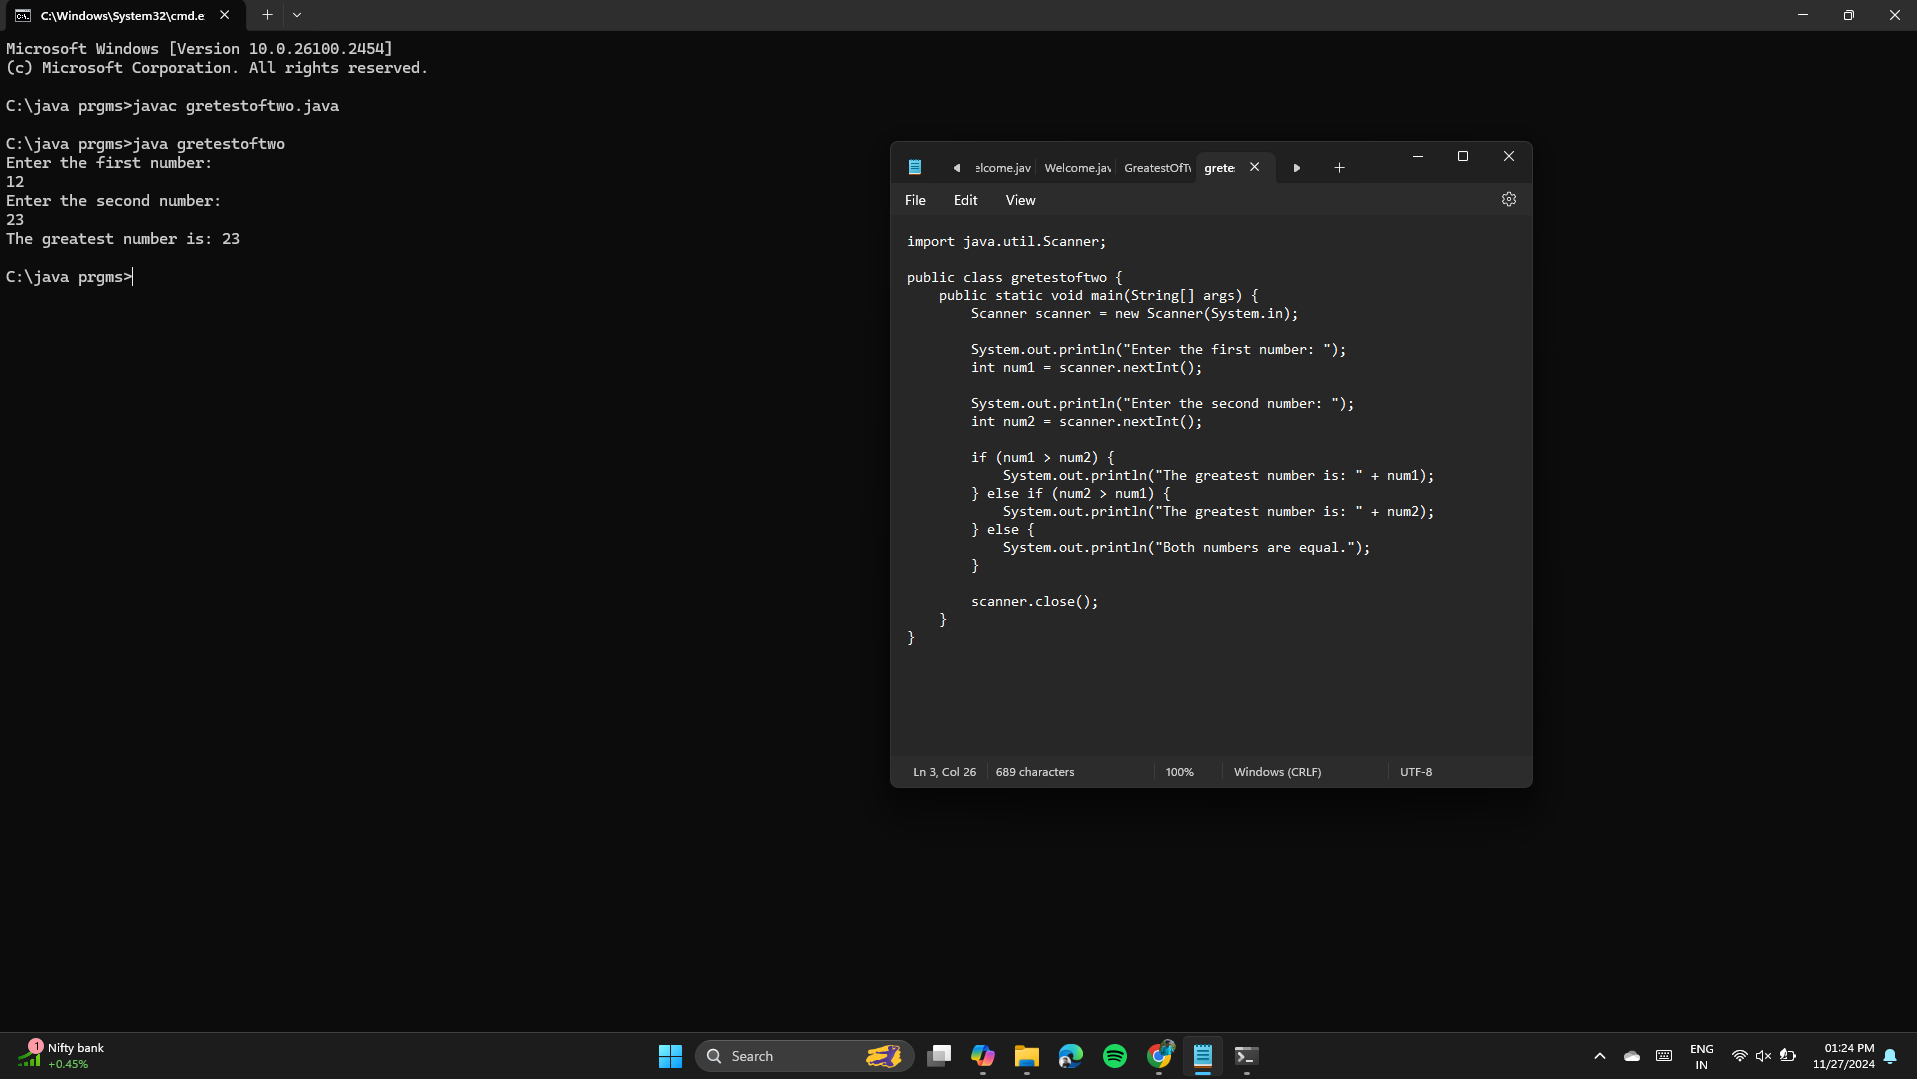 C:\Windows\System32\cmd.e
Microsoft Windows [Version 10.0.26100.2454]
(c) Microsoft Corporation. All rights reserved.
C:\java prgms>javac gretestoftwo.java
C:\java prgms>java gretestoftwo
Enter the first number:
12
Enter the second number:
23
The greatest number is: 23
C:\java prgms>
elcome.jav Welcome.jav GreatestOfTw grete:
File Edit View
import java.util.Scanner;
public class gretestoftwo {
public static void main(String[] args) {
Scanner scanner = new Scanner(System.in);
System.out.println("Enter the first number: ");
int num1 = scanner.nextInt();
System.out.println("Enter the second number: ");
int num2 = scanner.nextInt();
if (num1 > num2) {
System.out.println("The greatest number is: " + num1);
} else if (num2 > num1) {
System.out.println("The greatest number is: " + num2);
} else {
System.out.println("Both numbers are equal.");
}
scanner.close();
}
}
Ln 3, Col 26 689 characters 100% Windows (CRLF) UTF-8
1 Nifty bank
+0.45%
Search
ENG
IN
01:24 PM
11/27/2024